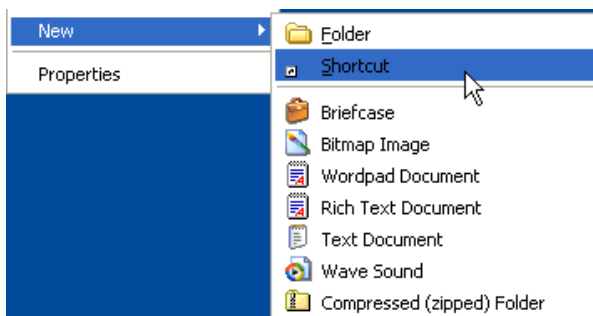 New
Properties
Folder
Shortcut
Briefcase
Bitmap Image
Wordpad Document
Rich Text Document
Text Document
Wave Sound
Compressed (zipped) Folder